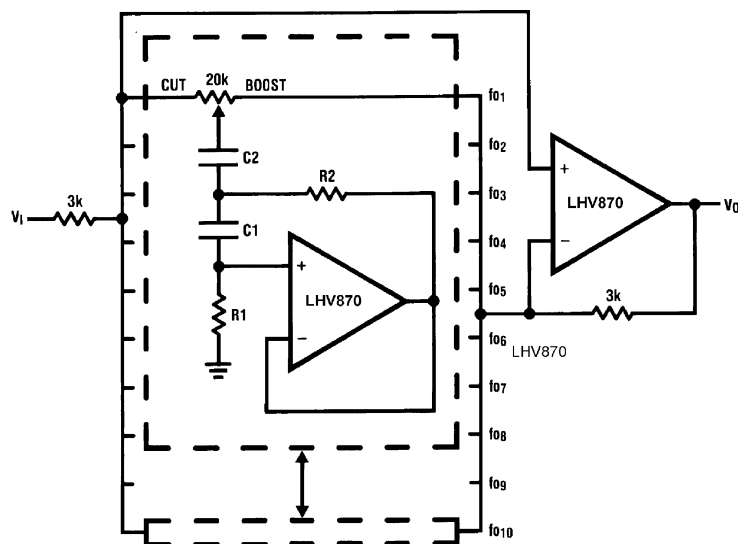 CUT 20k BOOST
fo1
C2
fo2
R2
fo3
VI 3k
C1
LHV870
VO
fo4
+
−
+
−
LHV870
R1
fo5
3k
fo6
LHV870
fo7
fo8
fo9
fo10